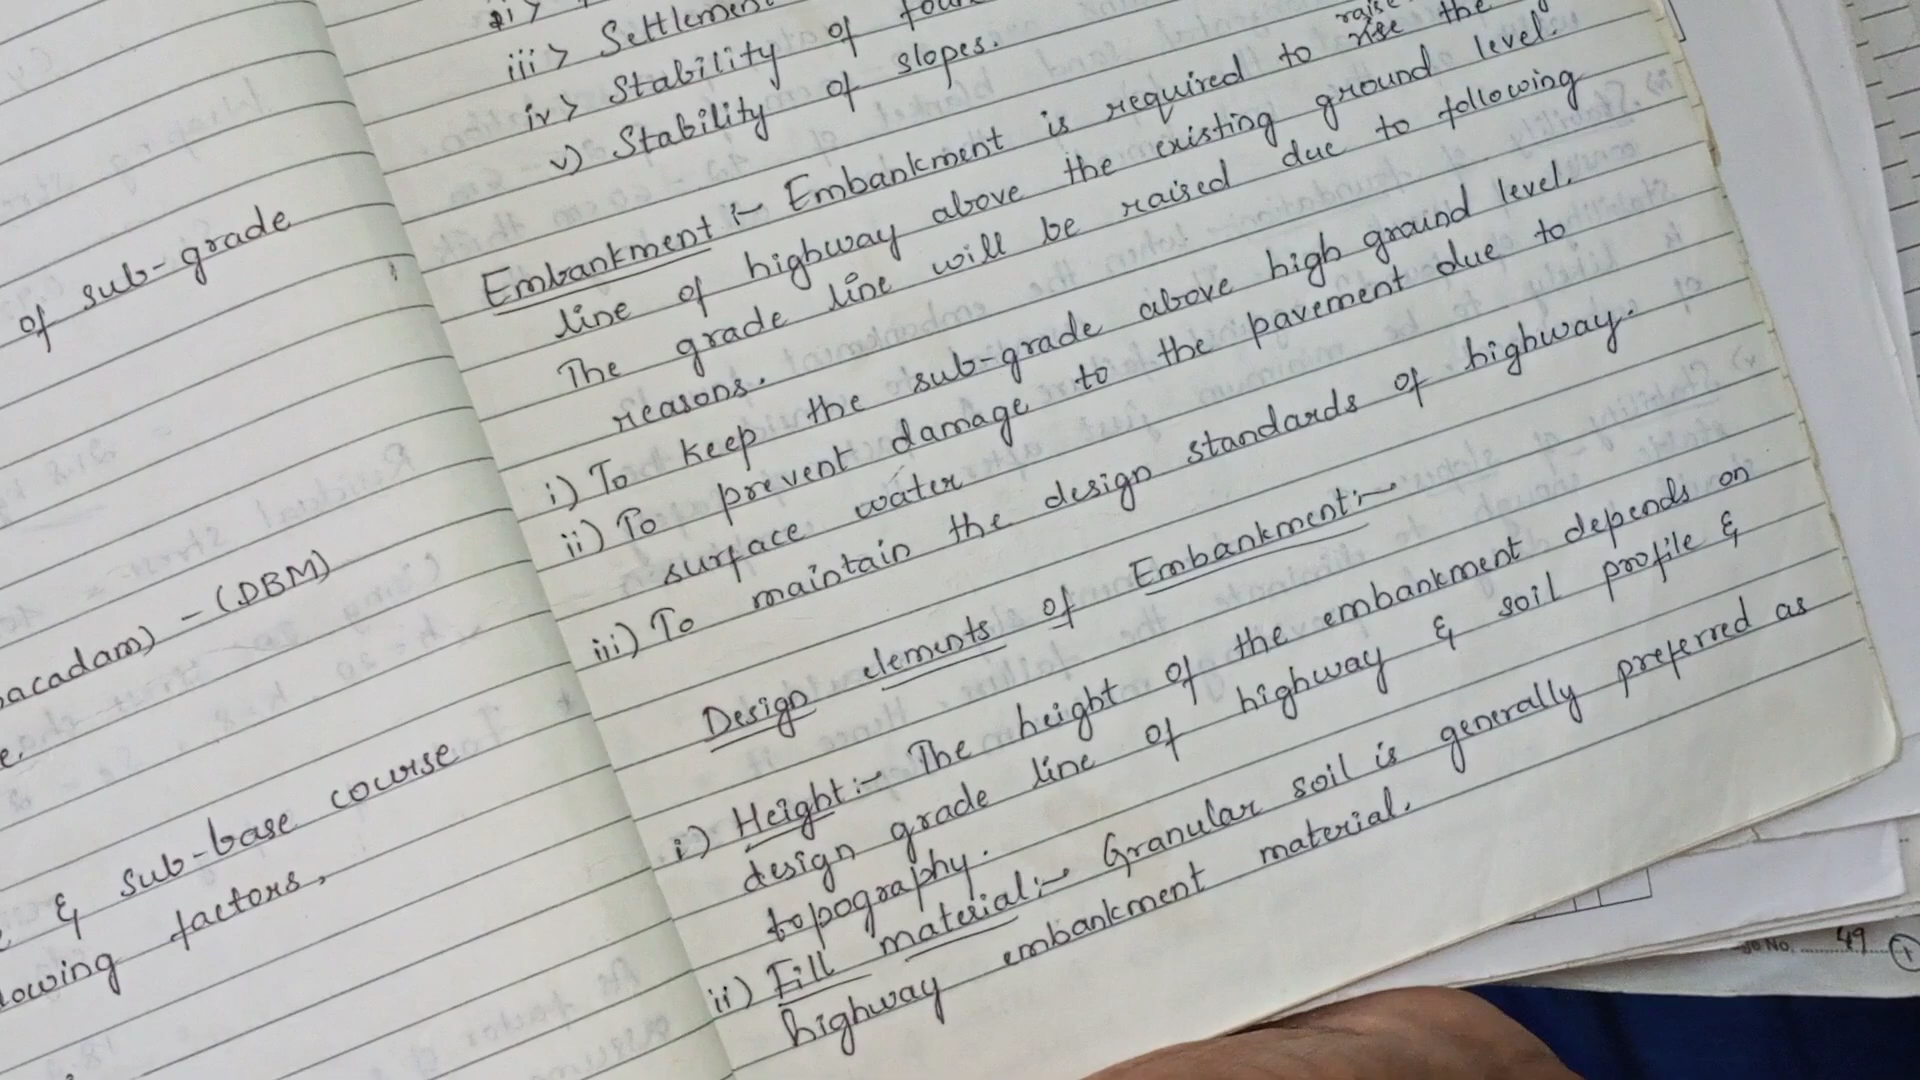 of sub-grade
- (DBM)
& sub-base course
factors,
iii> Settlement
iv> Stability of
v) Stability of slopes.
Embankment :- Embankment is required to raise rise the
line of highway above the existing ground level.
The grade line will be raised due to following
reasons.
i) To keep the sub-grade above high ground level.
ii) To prevent damage to the pavement due to
surface water
iii) To maintain the design standards of highway.
Design elements of Embankment:-
i) Height:- The height of the embankment depends on
design grade line of highway & soil profile &
topography.
ii) Fill material:- Granular soil is generally preferred as
highway embankment material.
No. 49